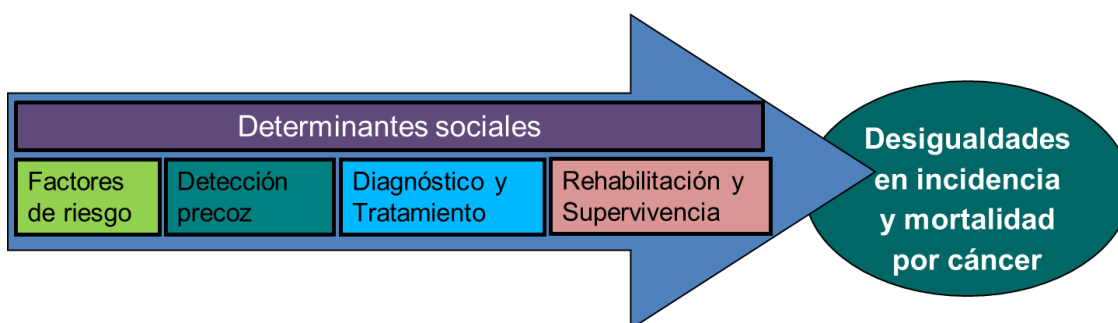 Determinantes sociales
Factores
de riesgo
Detección
precoz
Diagnóstico y
Tratamiento
Rehabilitación y
Supervivencia
Desigualdades
en incidencia
y mortalidad
por cáncer